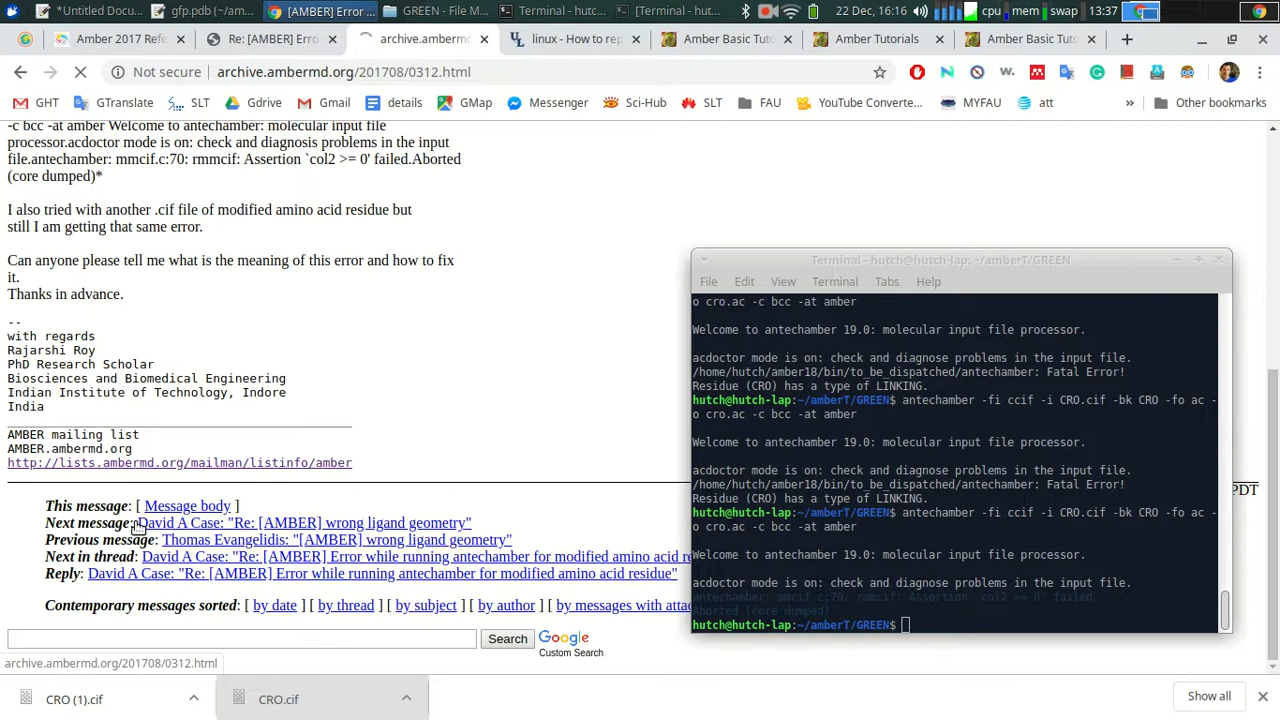 *Untitled Docu...
gfp.pdb (~/am...
[AMBER] Error ...
GREEN - File M...
Terminal - hutc...
[Terminal - hut...
22 Dec, 16:16
cpu
mem
swap
13:37
Amber 2017 Refe
Re: [AMBER] Erro
archive.ambermd.
linux - How to rep
Amber Basic Tuto
Amber Tutorials
Amber Basic Tuto
Not secure
archive.ambermd.org/201708/0312.html
GHT
GTranslate
SLT
Gdrive
Gmail
details
GMap
Messenger
Sci-Hub
SLT
FAU
YouTube Converte...
MYFAU
att
»
Other bookmarks
-c bcc -at amber Welcome to antechamber: molecular input file
processor.acdoctor mode is on: check and diagnosis problems in the input
file.antechamber: mmcif.c:70: rmmcif: Assertion `col2 >= 0' failed.Aborted
(core dumped)*
I also tried with another .cif file of modified amino acid residue but
still I am getting that same error.
Can anyone please tell me what is the meaning of this error and how to fix
it.
Thanks in advance.
--
with regards
Rajarshi Roy
PhD Research Scholar
Biosciences and Biomedical Engineering
Indian Institute of Technology, Indore
India
AMBER mailing list
AMBER.ambermd.org
http://lists.ambermd.org/mailman/listinfo/amber
PDT
This message: [ Message body ]
Next message: David A Case: "Re: [AMBER] wrong ligand geometry"
Previous message: Thomas Evangelidis: "[AMBER] wrong ligand geometry"
Next in thread: David A Case: "Re: [AMBER] Error while running antechamber for modified amino acid re
Reply: David A Case: "Re: [AMBER] Error while running antechamber for modified amino acid residue"
Contemporary messages sorted: [ by date ] [ by thread ] [ by subject ] [ by author ] [ by messages with attac
Search
Google
Custom Search
archive.ambermd.org/201708/0312.html
Terminal - hutch@hutch-lap: ~/amberT/GREEN
File Edit View Terminal Tabs Help
o cro.ac -c bcc -at amber
Welcome to antechamber 19.0: molecular input file processor.
acdoctor mode is on: check and diagnose problems in the input file.
/home/hutch/amber18/bin/to_be_dispatched/antechamber: Fatal Error!
Residue (CRO) has a type of LINKING.
hutch@hutch-lap:~/amberT/GREEN$ antechamber -fi ccif -i CRO.cif -bk CRO -fo ac -
o cro.ac -c bcc -at amber
Welcome to antechamber 19.0: molecular input file processor.
acdoctor mode is on: check and diagnose problems in the input file.
/home/hutch/amber18/bin/to_be_dispatched/antechamber: Fatal Error!
Residue (CRO) has a type of LINKING.
hutch@hutch-lap:~/amberT/GREEN$ antechamber -fi ccif -i CRO.cif -bk CRO -fo ac -
o cro.ac -c bcc -at amber
Welcome to antechamber 19.0: molecular input file processor.
acdoctor mode is on: check and diagnose problems in the input file.
antechamber: mmcif.c:70: rmmcif: Assertion `col2 >= 0' failed.
Aborted (core dumped)
hutch@hutch-lap:~/amberT/GREEN$
CRO (1).cif
CRO.cif
Show all